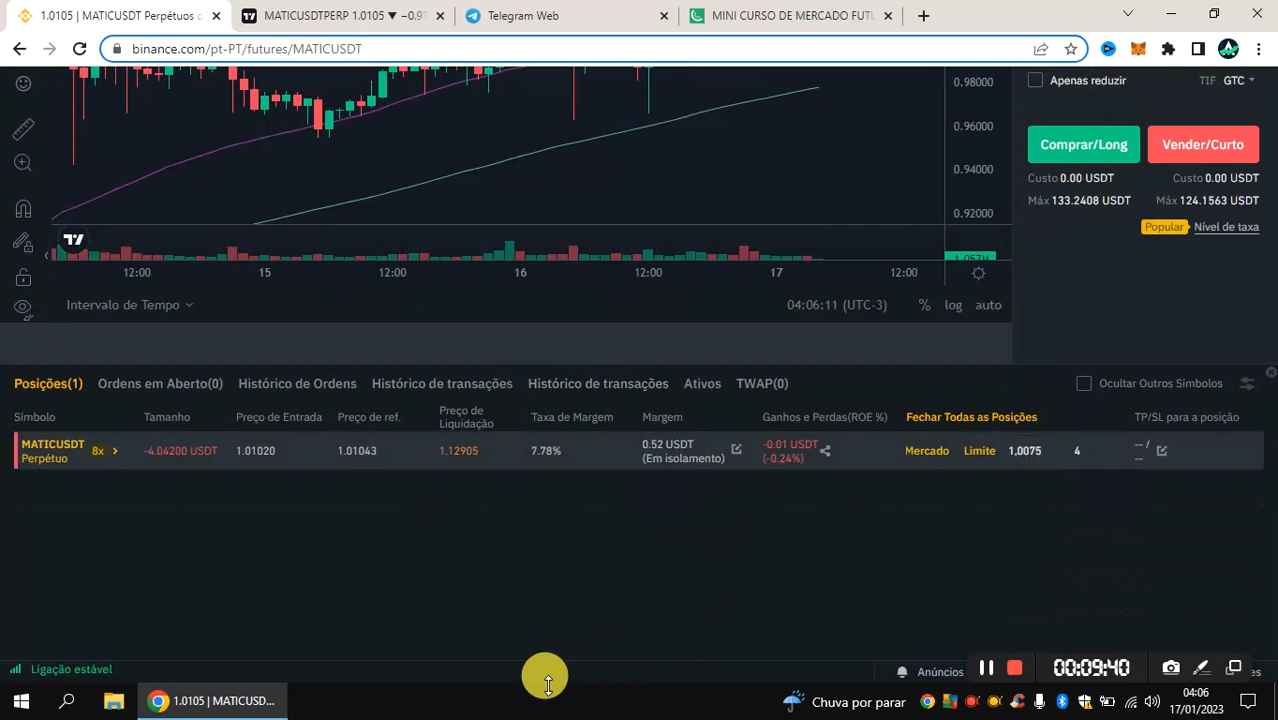 1.0105 | MATICUSDT Perpétuos c
MATICUSDTPERP 1.0105 ▼ −0.9
Telegram Web
MINI CURSO DE MERCADO FUTU
binance.com/pt-PT/futures/MATICUSDT
0.98000
0.96000
0.94000
0.92000
12:00 15 12:00 16 12:00 17 12:00
Intervalo de Tempo
04:06:11 (UTC-3) % log auto
Apenas reduzir TIF GTC
Comprar/Long Vender/Curto
Custo 0.00 USDT Custo 0.00 USDT
Máx 133.2408 USDT Máx 124.1563 USDT
Popular Nível de taxa
Posições(1) Ordens em Aberto(0) Histórico de Ordens Histórico de transações Histórico de transações Ativos TWAP(0) Ocultar Outros Símbolos
Símbolo Tamanho Preço de Entrada Preço de ref. Preço de Liquidação Taxa de Margem Margem Ganhos e Perdas(ROE %) Fechar Todas as Posições TP/SL para a posição
MATICUSDT Perpétuo 8x -4.04200 USDT 1.01020 1.01043 1.12905 7.78% 0.52 USDT (Em isolamento) -0.01 USDT (-0.24%) Mercado Limite 1,0075 4 -- / --
Ligação estável
Anúncios
00:09:40
1.0105 | MATICUSD...
Chuva por parar
04:06
17/01/2023